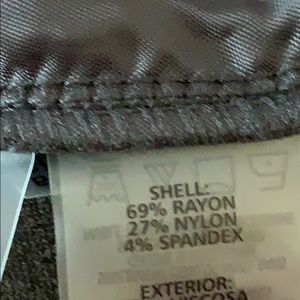 SHELL:
69% RAYON
27% NYLON
4% SPANDEX
EXTERIOR: